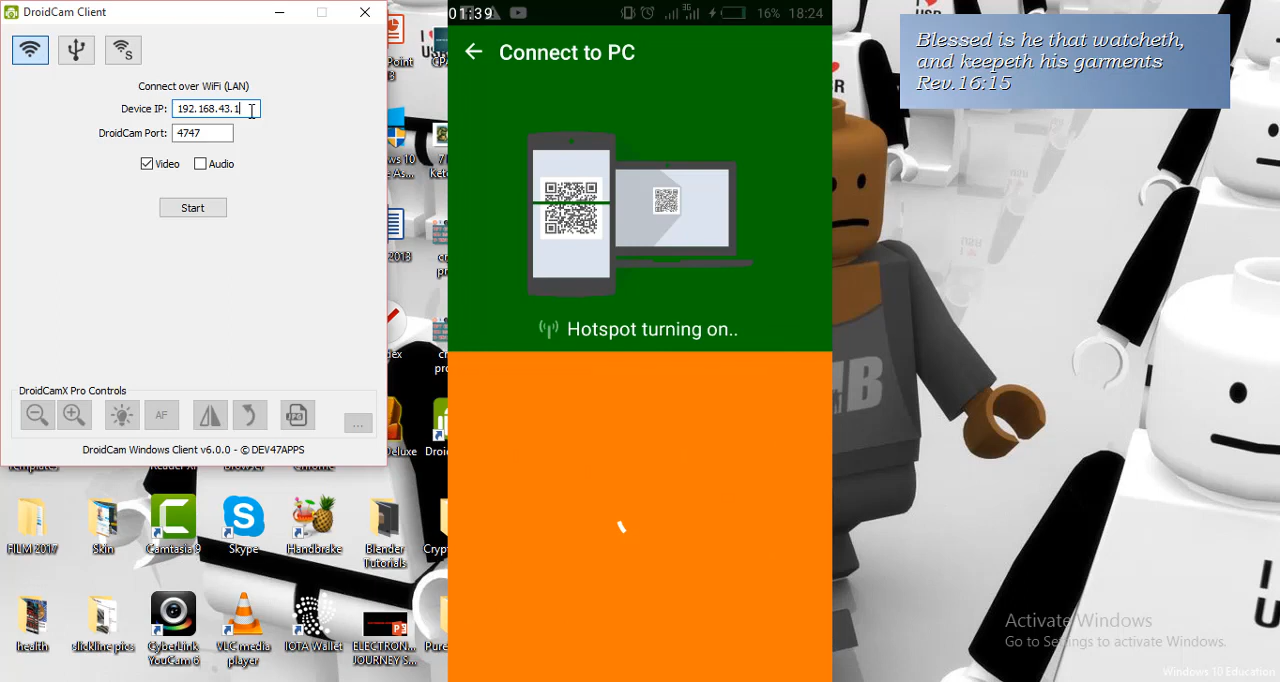 DroidCam Client
Connect over WiFi (LAN)
Device IP: 192.168.43.1
DroidCam Port: 4747
Video Audio
Start
DroidCamX Pro Controls
AF
JPG
...
DroidCam Windows Client v6.0.0 - © DEV47APPS
FILM 2017
Skin
Camtasia 9
Skype
Handbrake
Blender
Tutorials
health
slickline pics
CyberLink
YouCam 6
VLC media
player
IOTA Wallet
ELECTRON...
JOURNEY S...
01:39
16% 18:24
Connect to PC
Hotspot turning on..
Blessed is he that watcheth,
and keepeth his garments
Rev.16:15
Activate Windows
Go to Settings to activate Windows.
Windows 10 Education